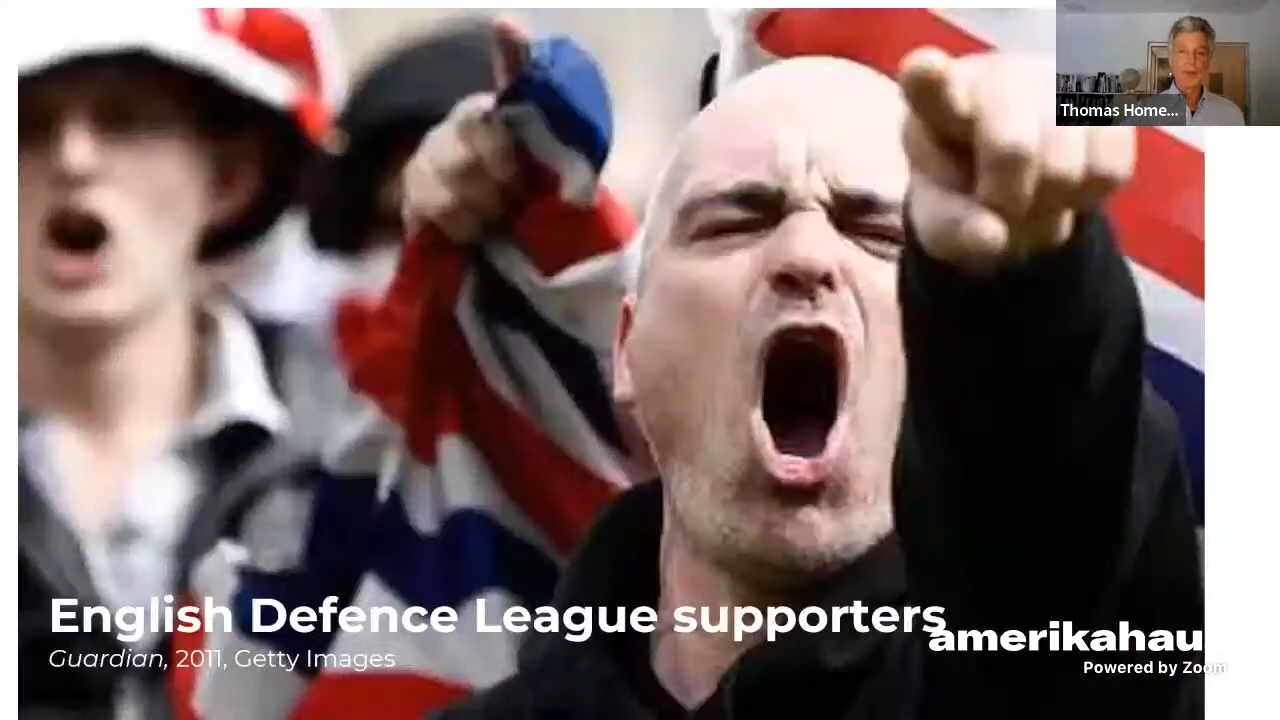 Thomas Home...
English Defence League supporters
Guardian, 2011, Getty Images
amerikahau
Powered by Zoom